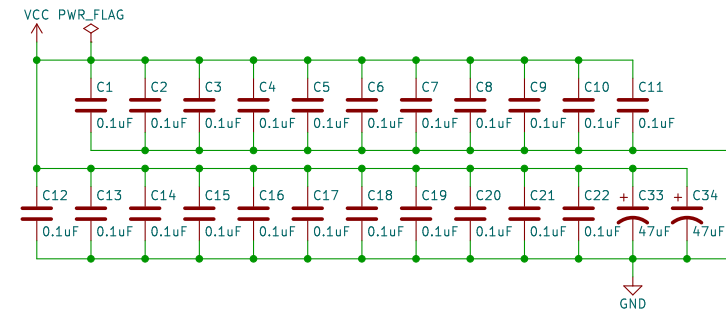 VCC PWR_FLAG
C1 C2 C3 C4 C5 C6 C7 C8 C9 C10 C11
0.1uF 0.1uF 0.1uF 0.1uF 0.1uF 0.1uF 0.1uF 0.1uF 0.1uF 0.1uF 0.1uF
C12 C13 C14 C15 C16 C17 C18 C19 C20 C21 C22 + C33 + C34
0.1uF 0.1uF 0.1uF 0.1uF 0.1uF 0.1uF 0.1uF 0.1uF 0.1uF 0.1uF 0.1uF 47uF 47uF
GND